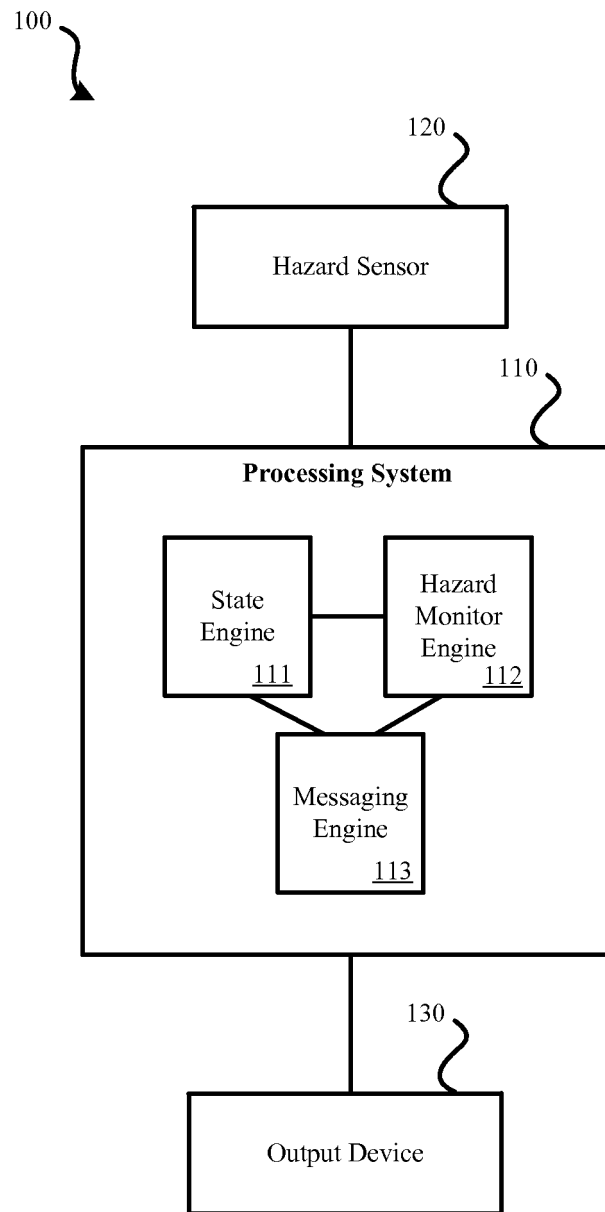 100
120
Hazard Sensor
110
Processing System
State
Engine
111
Hazard
Monitor
Engine
112
Messaging
Engine
113
130
Output Device